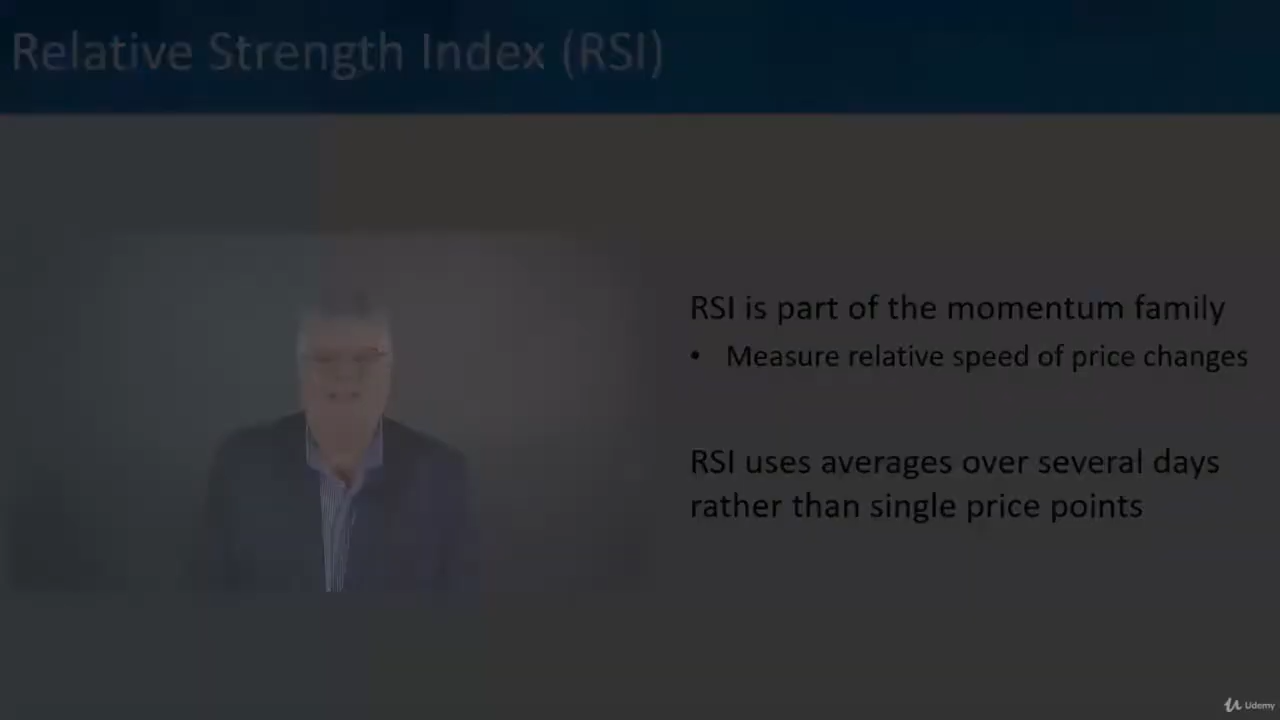 Relative Strength Index (RSI)
RSI is part of the momentum family
• Measure relative speed of price changes
RSI uses averages over several days
rather than single price points
Udemy